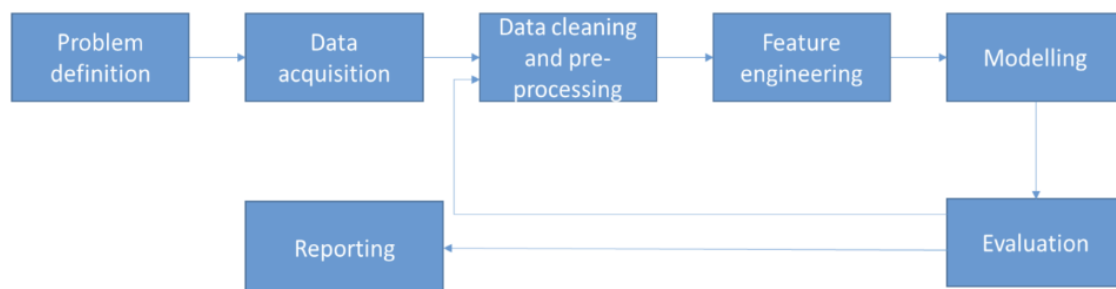 Problem
definition
Data
acquisition
Data cleaning
and pre-
processing
Feature
engineering
Modelling
Reporting
Evaluation